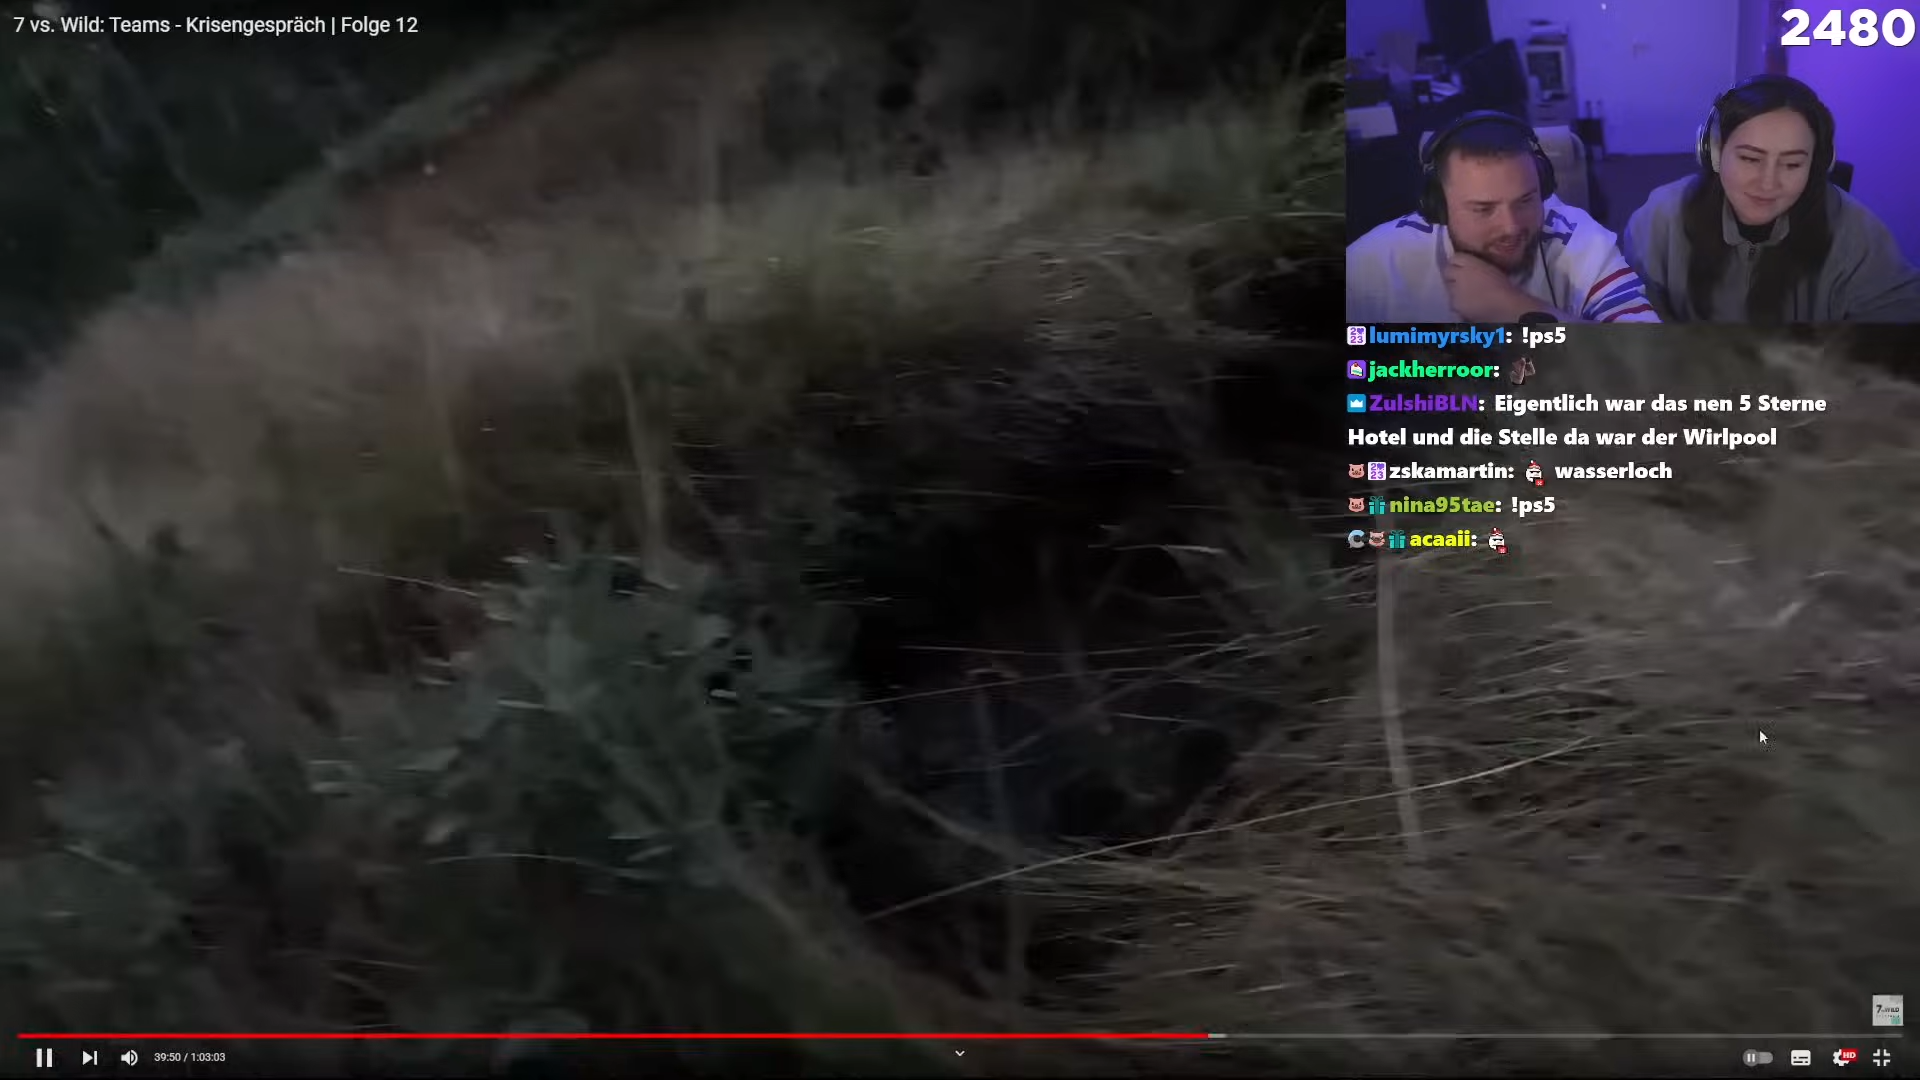 7 vs. Wild: Teams - Krisengespräch | Folge 12
2480
lumimyrsky1: !ps5
jackherroor:
ZulshiBLN: Eigentlich war das nen 5 Sterne
Hotel und die Stelle da war der Wirlpool
zskamartin: wasserloch
nina95tae: !ps5
acaaii:
39:50 / 1:03:03
HD